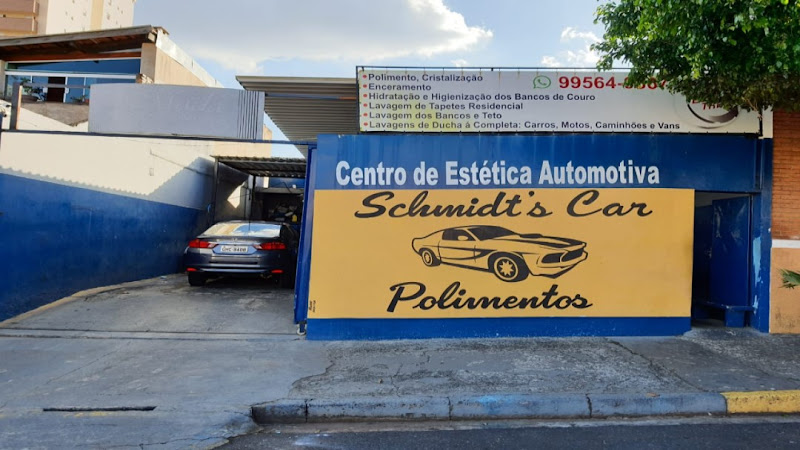 • Polimento, Cristalização
• Enceramento
• Hidratação e Higienização dos Bancos de Couro
• Lavagem de Tapetes Residencial
• Lavagem dos Bancos e Teto
• Lavagens de Ducha à Completa: Carros, Motos, Caminhões e Vans
Centro de Estética Automotiva
Schmidt's Car
Polimentos